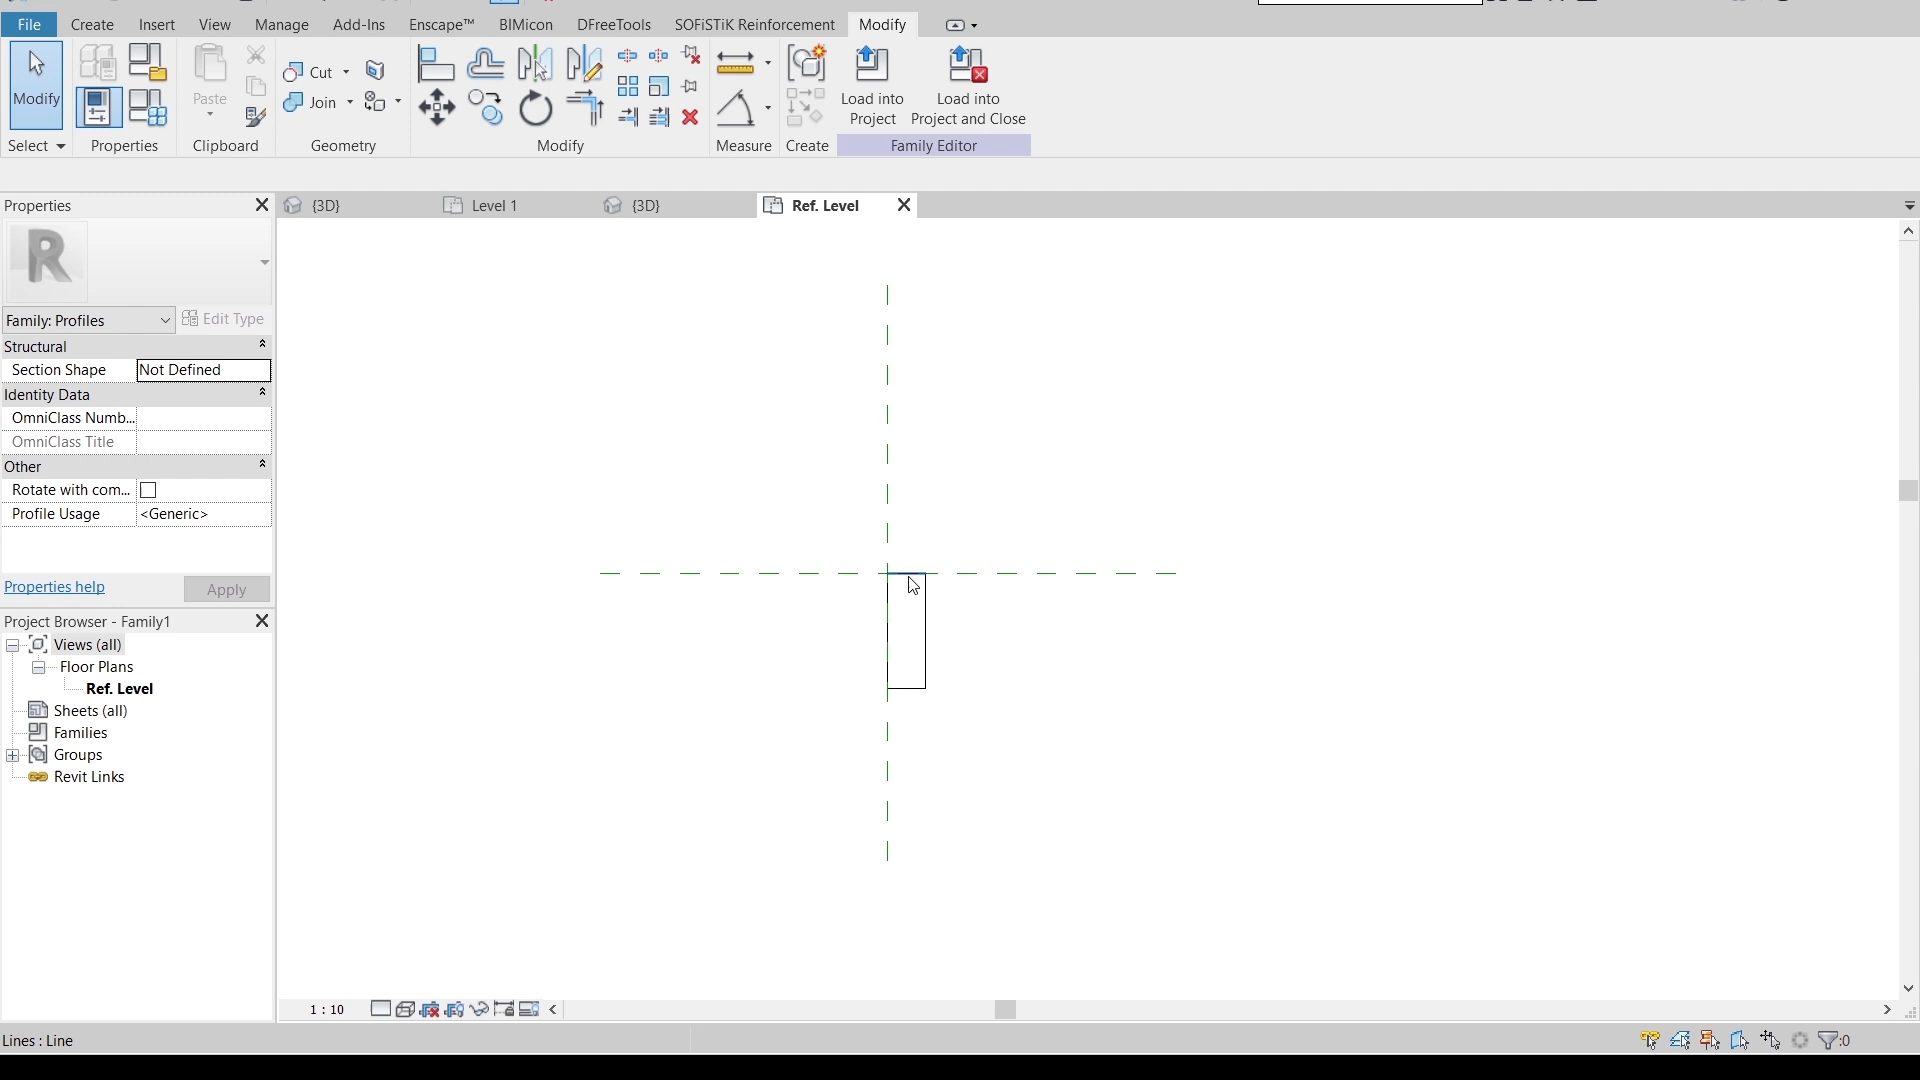 File Create Insert View Manage Add-Ins Enscape™ BIMicon DFreeTools SOFiSTiK Reinforcement Modify
Modify
Paste
Cut
Join
Load into Project
Load into Project and Close
Select Properties Clipboard Geometry Modify Measure Create Family Editor
Properties
{3D} Level 1 {3D} Ref. Level
R
Family: Profiles Edit Type
Structural
Section Shape Not Defined
Identity Data
OmniClass Numb...
OmniClass Title
Other
Rotate with com...
Profile Usage <Generic>
Properties help Apply
Project Browser - Family1
Views (all)
Floor Plans
Ref. Level
Sheets (all)
Families
Groups
Revit Links
1 : 10
Lines : Line
:0